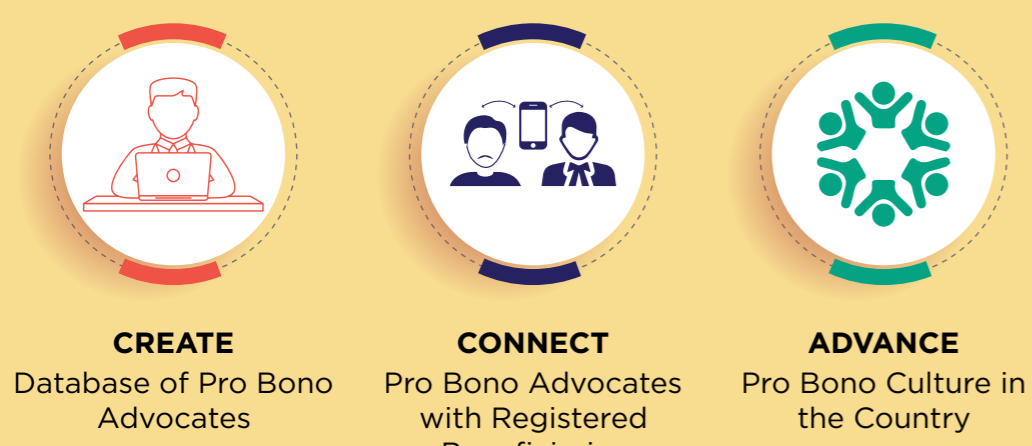 CREATE
Database of Pro Bono
Advocates
CONNECT
Pro Bono Advocates
with Registered
ADVANCE
Pro Bono Culture in
the Country